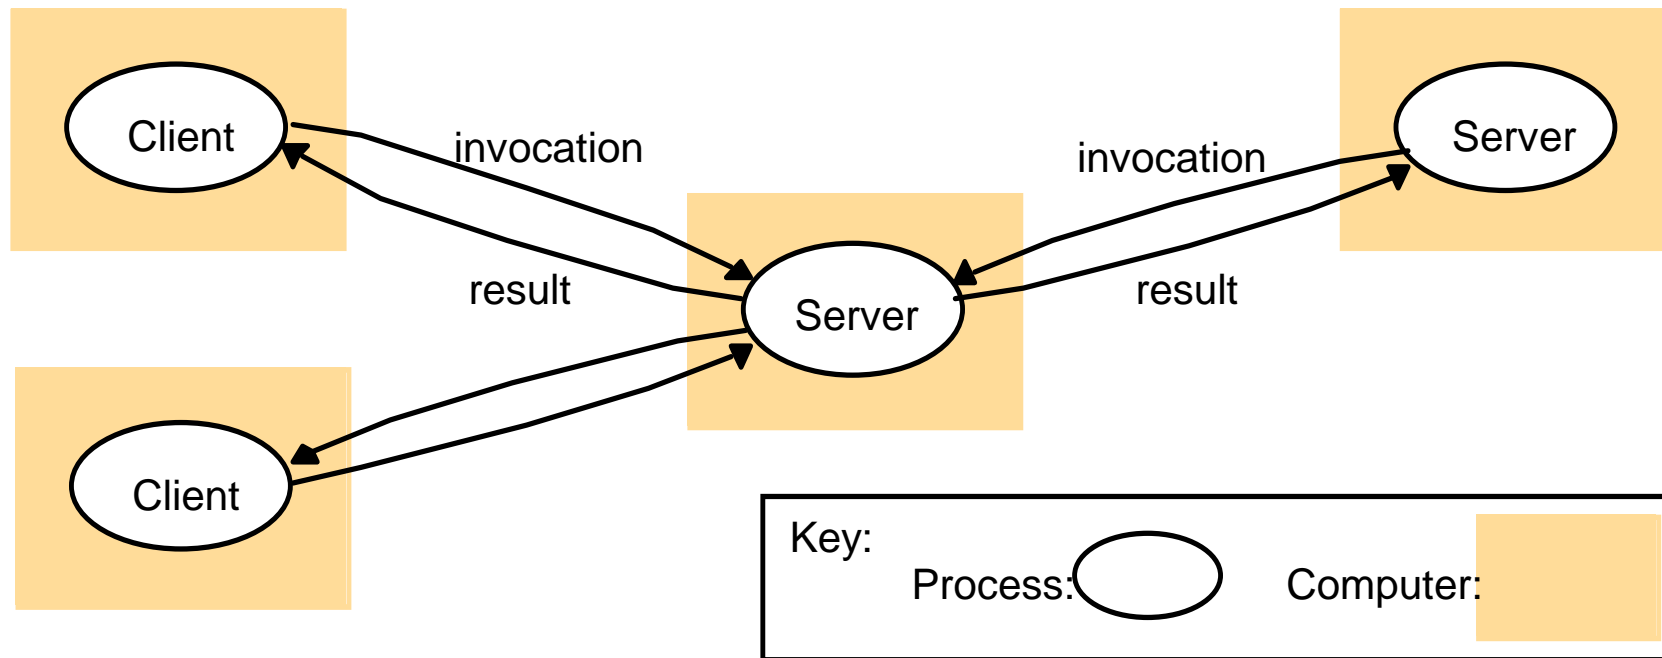 Client
invocation
invocation
Server
result
Server
result
Client
Key:
Process:
Computer: